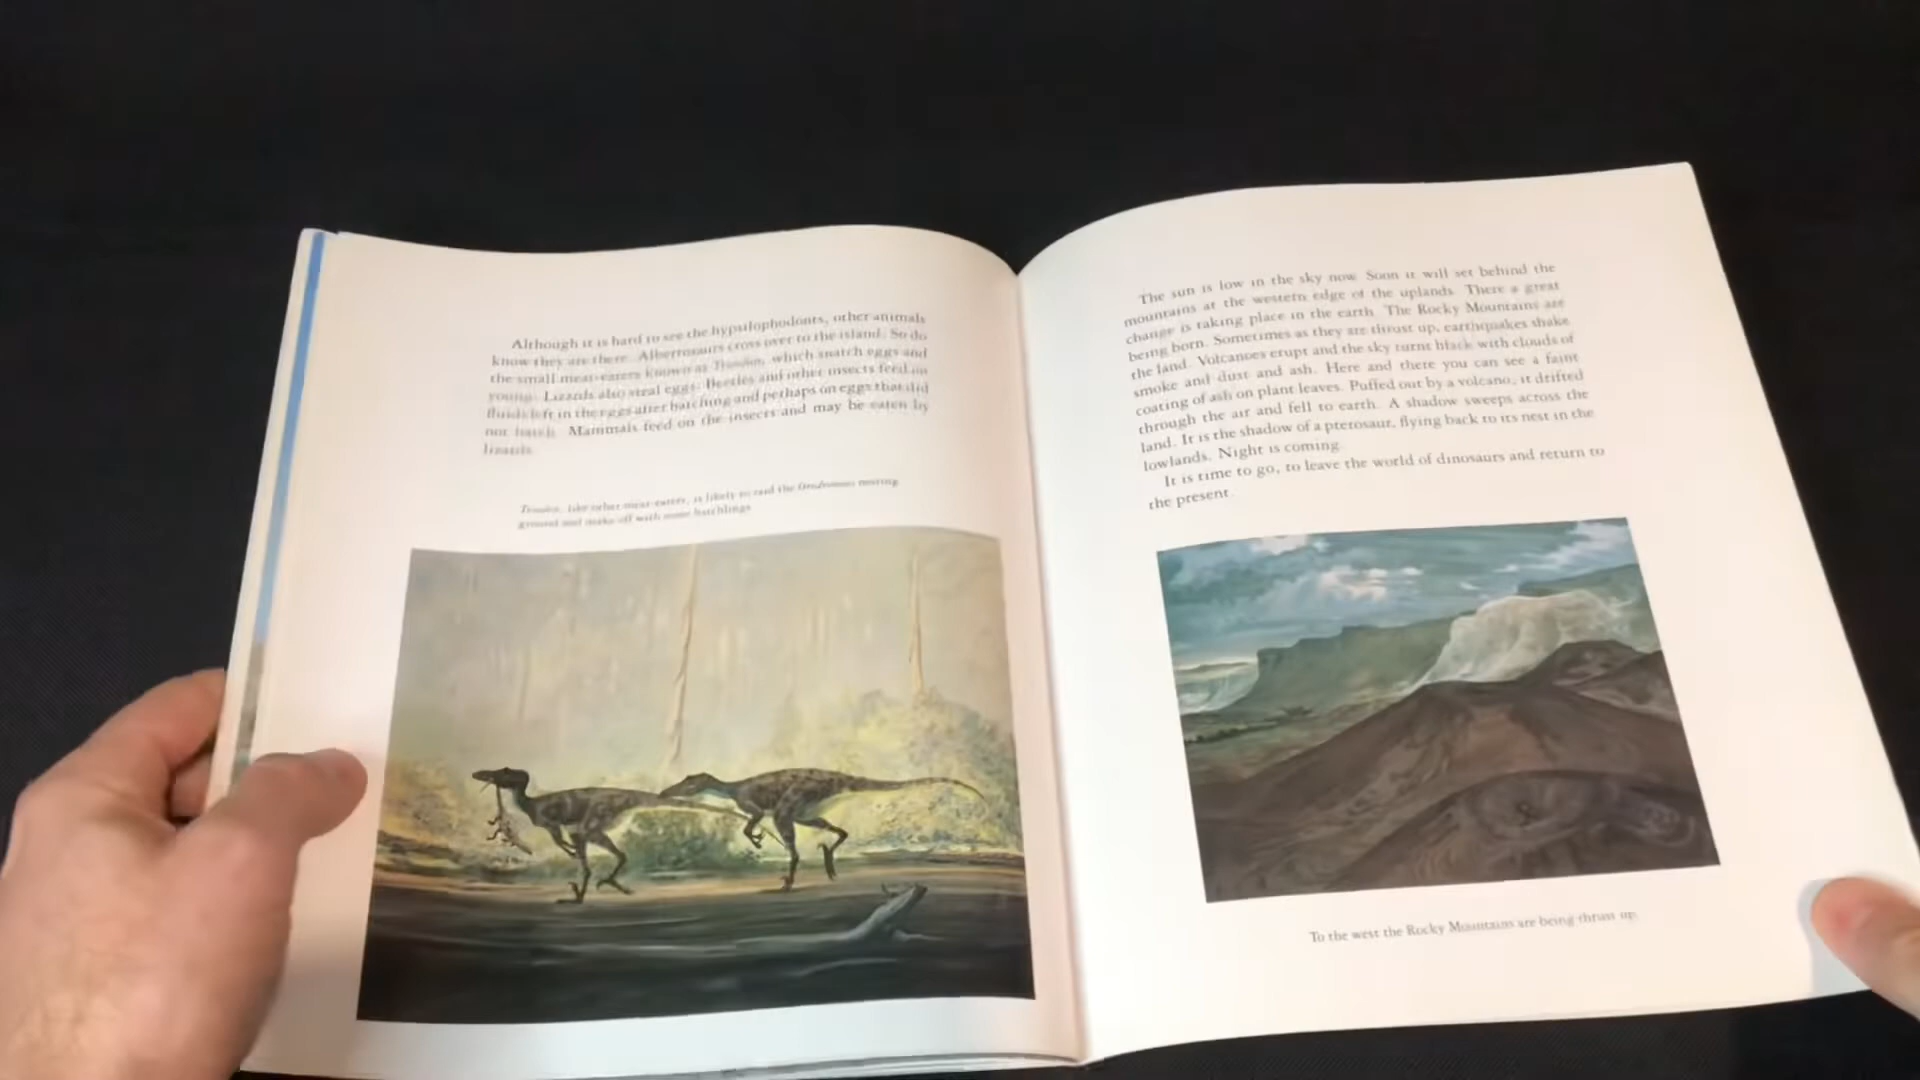 Although it is hard to see the hypsilophodonts, other animals
know they are there. Albertosaurs cross over to the island. So do
the small meat-eaters known as Troodon, which snatch eggs and
young. Lizards also steal eggs. Beetles and other insects feed on
fluids left in the eggs after hatching and perhaps on eggs that did
not hatch. Mammals feed on the insects and may be eaten by
lizards.
Troodon, like other meat-eaters, is likely to raid the Orodromeus nesting
ground and make off with some hatchlings.
The sun is low in the sky now. Soon it will set behind the
mountains at the western edge of the uplands. There a great
change is taking place in the earth. The Rocky Mountains are
being born. Sometimes as they are thrust up, earthquakes shake
the land. Volcanoes erupt and the sky turns black with clouds of
smoke and dust and ash. Here and there you can see a faint
coating of ash on plant leaves. Puffed out by a volcano, it drifted
through the air and fell to earth. A shadow sweeps across the
land. It is the shadow of a pterosaur, flying back to its nest in the
lowlands. Night is coming.
It is time to go, to leave the world of dinosaurs and return to
the present.
To the west the Rocky Mountains are being thrust up.